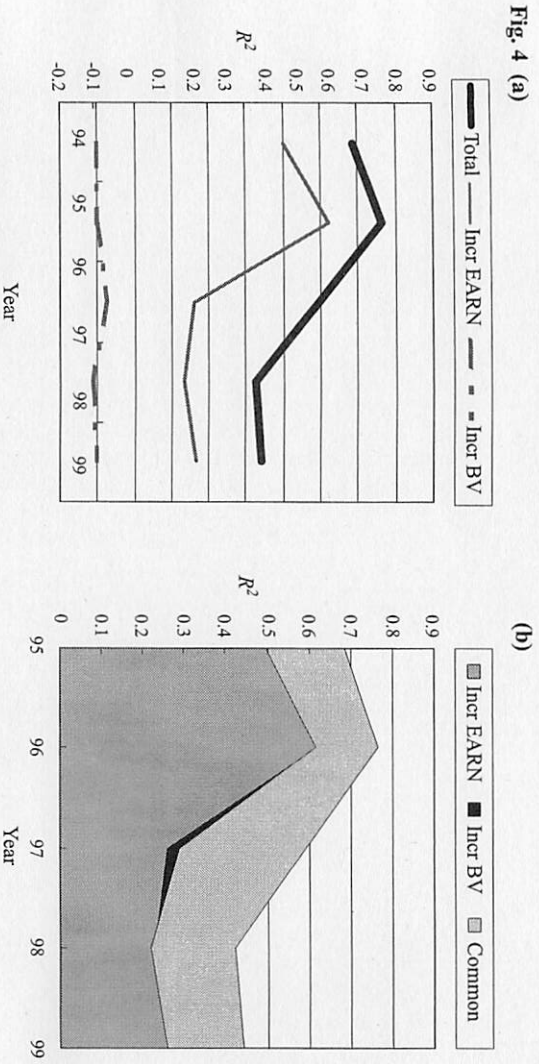 Fig. 4 (a)
Total Incr EARN Incr BV
0.9
0.8
0.7
0.6
0.5
0.4
0.3
0.2
0.1
0
-0.1
-0.2
R²
94 95 96 97 98 99
Year
(b)
Incr EARN Incr BV Common
0.9
0.8
0.7
0.6
0.5
0.4
0.3
0.2
0.1
0
R²
95 96 97 98 99
Year